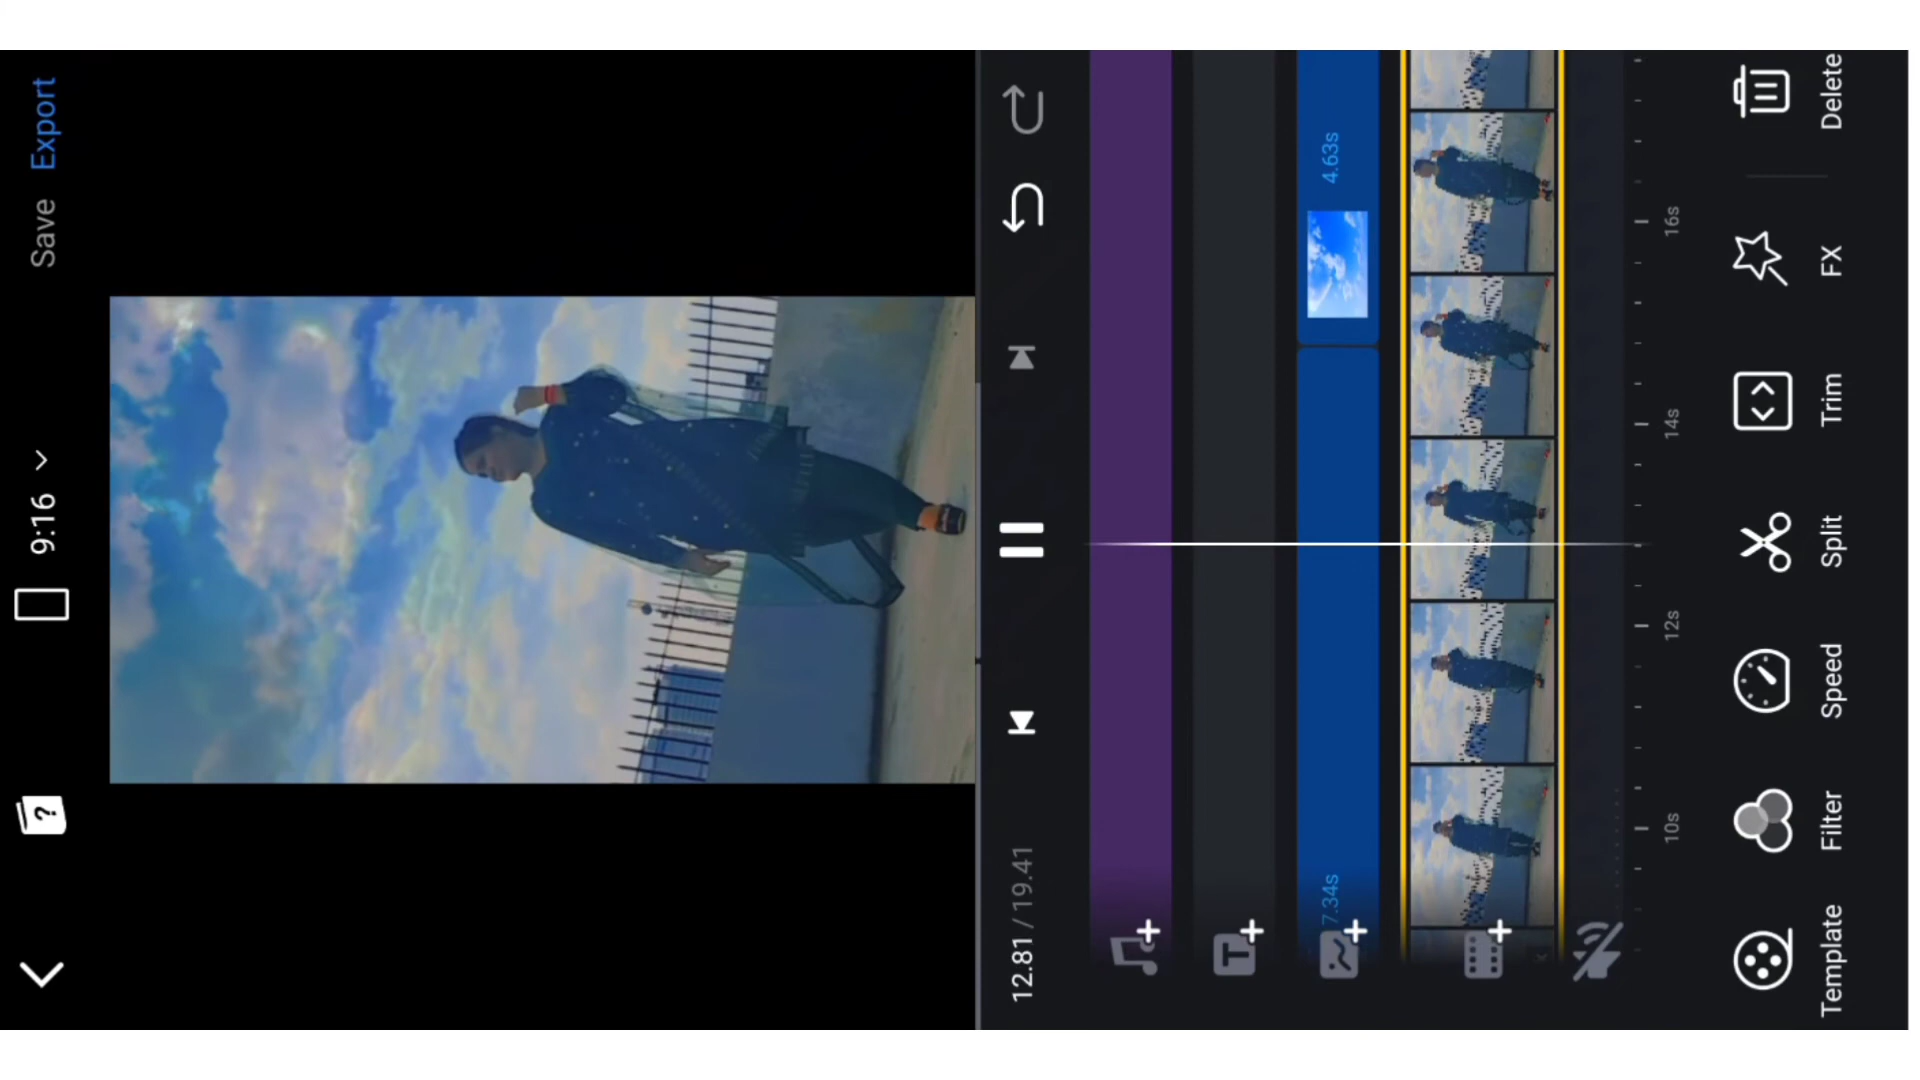 ?
9:16
Save
Export
12.81 / 19.41
T
7.34s
4.63s
10s
12s
14s
16s
Template
Filter
Speed
Split
Trim
FX
Delete